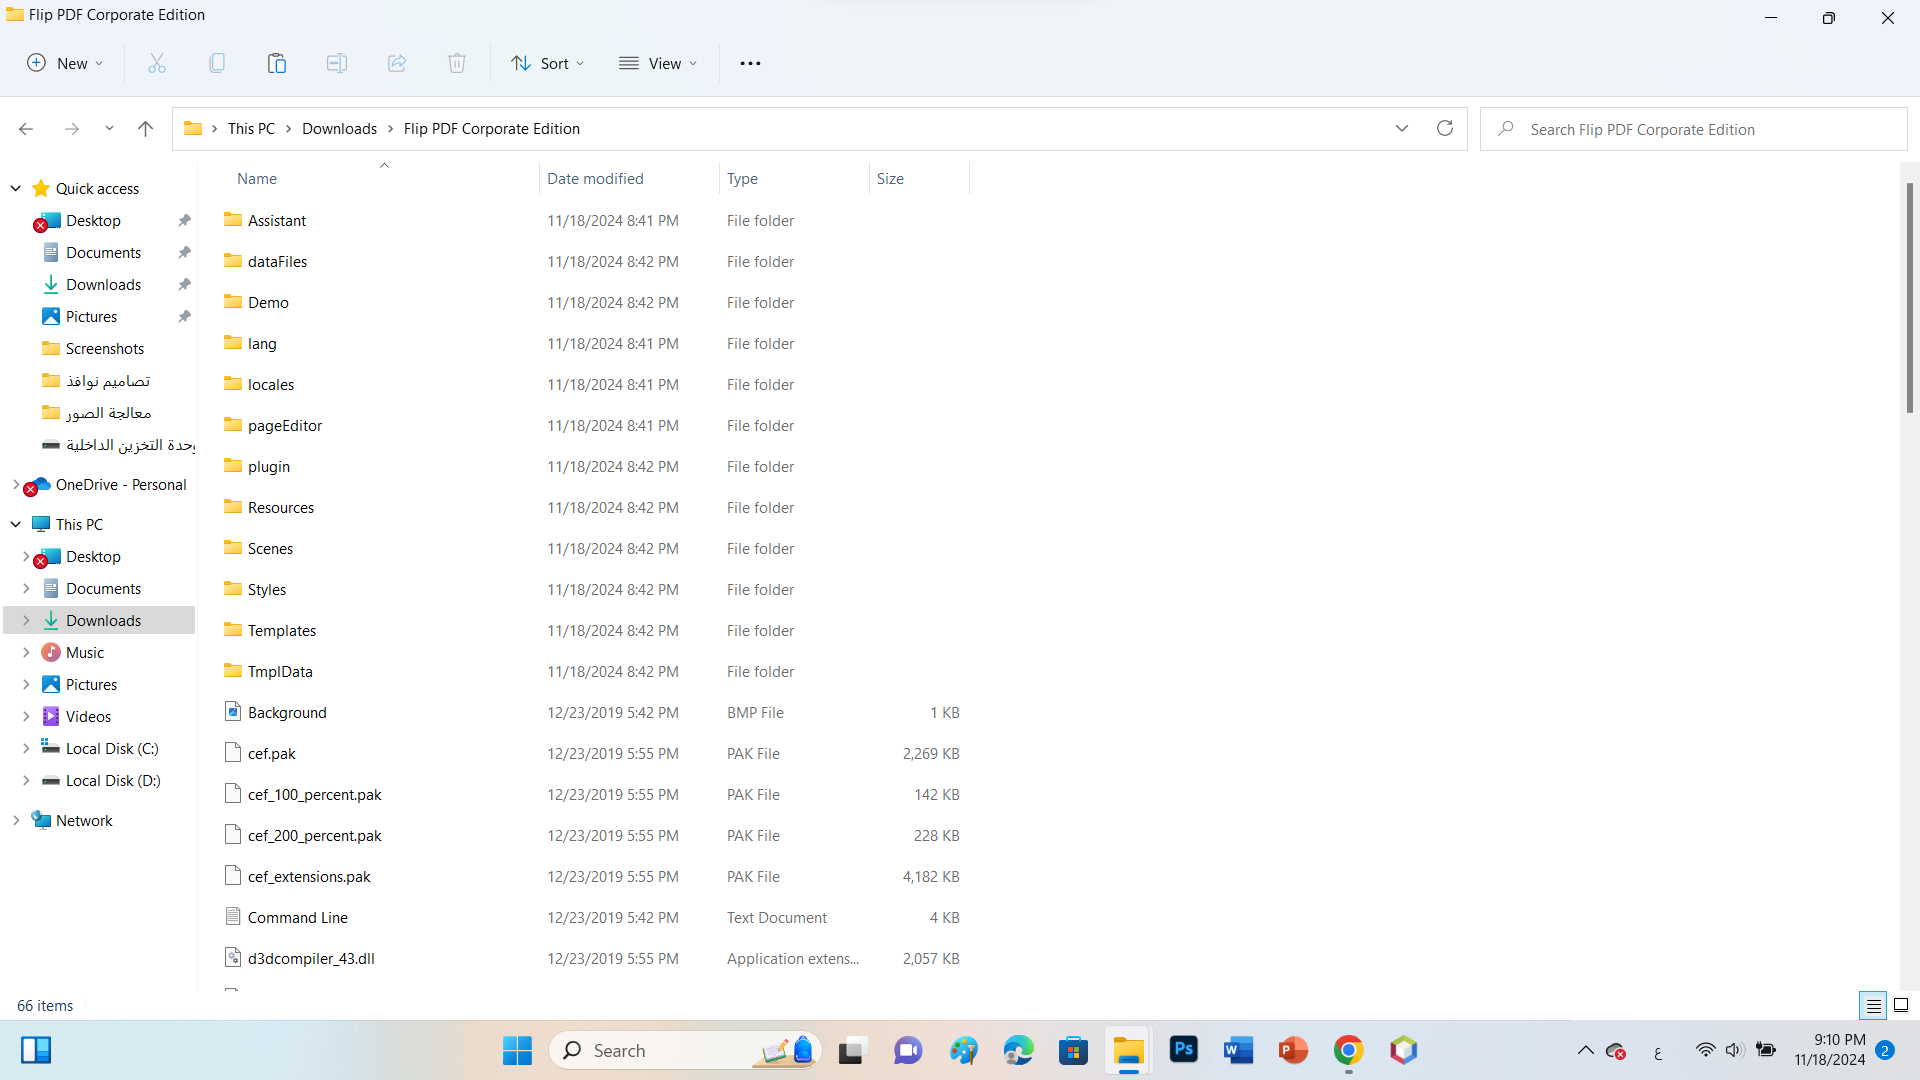 Flip PDF Corporate Edition
New
Sort
View
This PC
Downloads
Flip PDF Corporate Edition
Search Flip PDF Corporate Edition
Name Date modified Type Size
Quick access
Desktop
Documents
Downloads
Pictures
Screenshots
تصاميم نوافذ
معالجة الصور
وحدة التخزين الداخلية
OneDrive - Personal
This PC
Desktop
Documents
Downloads
Music
Pictures
Videos
Local Disk (C:)
Local Disk (D:)
Network
Assistant 11/18/2024 8:41 PM File folder
dataFiles 11/18/2024 8:42 PM File folder
Demo 11/18/2024 8:42 PM File folder
lang 11/18/2024 8:41 PM File folder
locales 11/18/2024 8:41 PM File folder
pageEditor 11/18/2024 8:41 PM File folder
plugin 11/18/2024 8:42 PM File folder
Resources 11/18/2024 8:42 PM File folder
Scenes 11/18/2024 8:42 PM File folder
Styles 11/18/2024 8:42 PM File folder
Templates 11/18/2024 8:42 PM File folder
TmplData 11/18/2024 8:42 PM File folder
Background 12/23/2019 5:42 PM BMP File 1 KB
cef.pak 12/23/2019 5:55 PM PAK File 2,269 KB
cef_100_percent.pak 12/23/2019 5:55 PM PAK File 142 KB
cef_200_percent.pak 12/23/2019 5:55 PM PAK File 228 KB
cef_extensions.pak 12/23/2019 5:55 PM PAK File 4,182 KB
Command Line 12/23/2019 5:42 PM Text Document 4 KB
d3dcompiler_43.dll 12/23/2019 5:55 PM Application extens... 2,057 KB
66 items
Search
Ps
W
P
ع
9:10 PM
11/18/2024
2